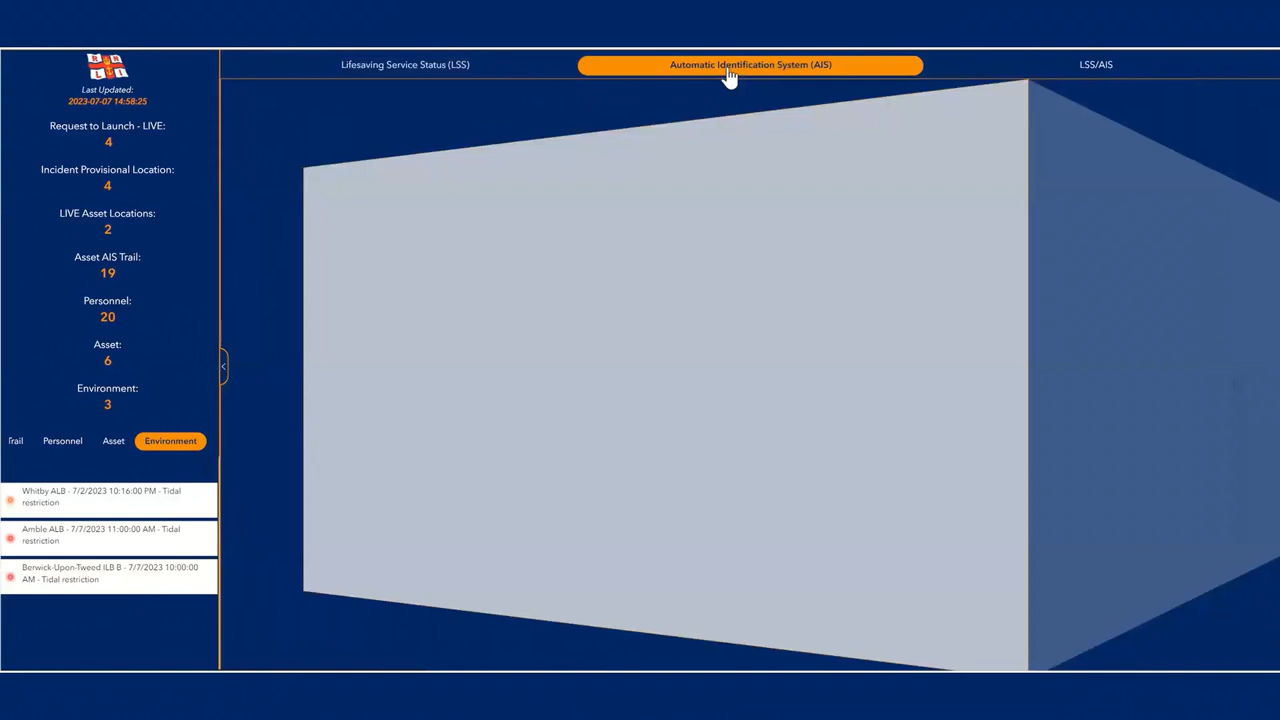 R N
L I
Last Updated:
2023-07-07 14:58:25
Request to Launch - LIVE:
4
Incident Provisional Location:
4
LIVE Asset Locations:
2
Asset AIS Trail:
19
Personnel:
20
Asset:
6
Environment:
3
Trail Personnel Asset Environment
Whitby ALB - 7/2/2023 10:16:00 PM - Tidal
restriction
Amble ALB - 7/7/2023 11:00:00 AM - Tidal
restriction
Berwick-Upon-Tweed ILB B - 7/7/2023 10:00:00
AM - Tidal restriction
Lifesaving Service Status (LSS) Automatic Identification System (AIS) LSS/AIS